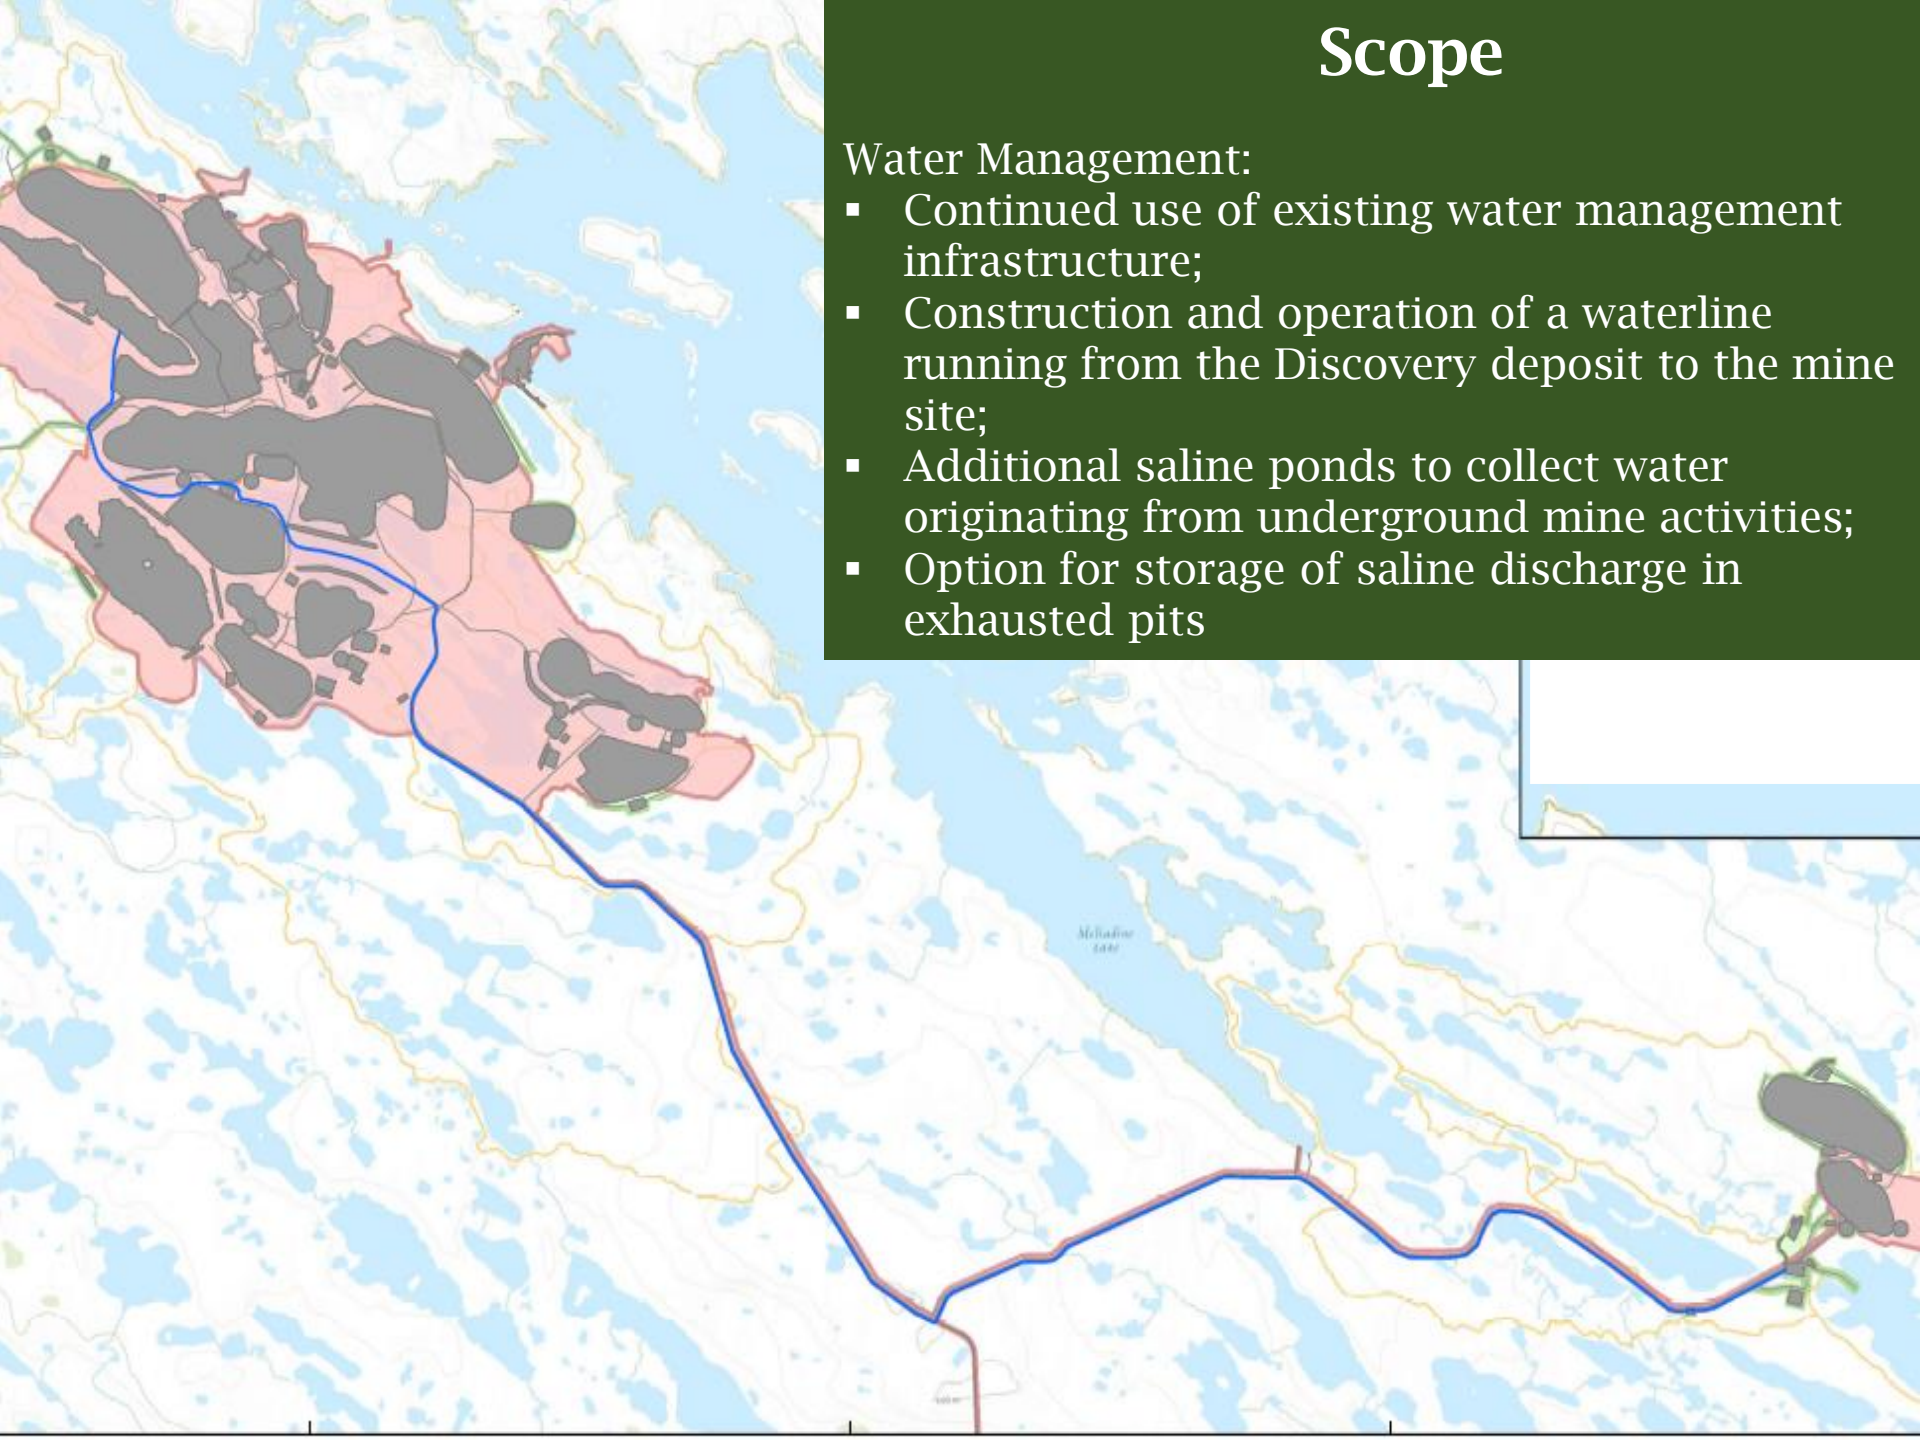 Scope
Water Management:
▪ Continued use of existing water management
infrastructure;
▪ Construction and operation of a waterline
running from the Discovery deposit to the mine
site;
▪ Additional saline ponds to collect water
originating from underground mine activities;
▪ Option for storage of saline discharge in
exhausted pits
Meliadine
Lake